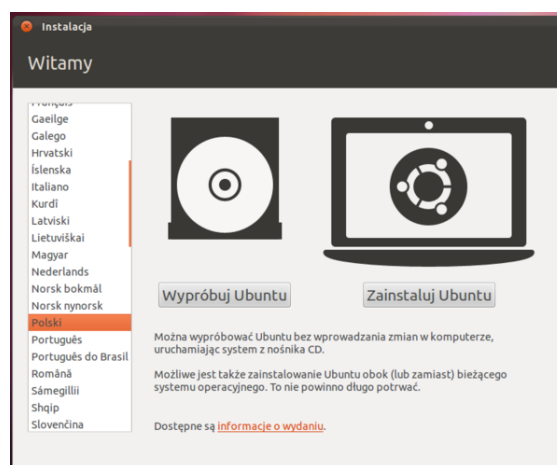 Instalacja
Witamy
Français
Gaeilge
Galego
Hrvatski
Íslenska
Italiano
Kurdî
Latviski
Lietuviškai
Magyar
Nederlands
Norsk bokmål
Norsk nynorsk
Polski
Português
Português do Brasil
Română
Sámegillii
Shqip
Slovenčina
Wypróbuj Ubuntu
Zainstaluj Ubuntu
Można wypróbować Ubuntu bez wprowadzania zmian w komputerze,
uruchamiając system z nośnika CD.
Możliwe jest także zainstalowanie Ubuntu obok (lub zamiast) bieżącego
systemu operacyjnego. To nie powinno długo potrwać.
Dostępne są informacje o wydaniu.